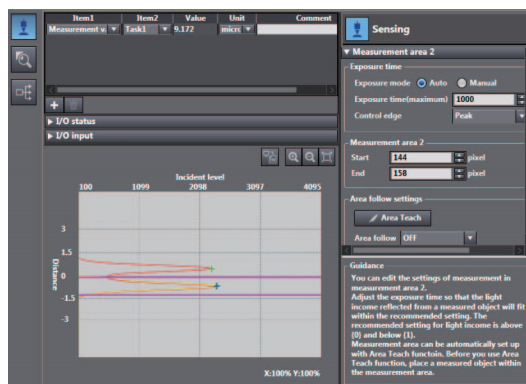 Item1 Item2 Value Unit Comment
Measurement v. Task1 9.172 micro
I/O status
I/O input
Incident level
100 1099 2098 3097 4095
Distance
3
1.5
0
-1.5
-3
X:100% Y:100%
Sensing
Measurement area 2
Exposure time
Exposure mode Auto Manual
Exposure time(maximum) 1000
Control edge Peak
Measurement area 2
Start 144 pixel
End 158 pixel
Area follow settings
Area Teach
Area follow OFF
Guidance
You can edit the settings of measurement in
measurement area 2.
Adjust the exposure time so that the light
income reflected from a measured object will fit
within the recommended setting. The
recommended setting for light income is above
{0} and below {1}.
Measurement area can be automatically set up
with Area Teach functoin. Before you use Area
Teach function, place a measured object within
the measurement area.